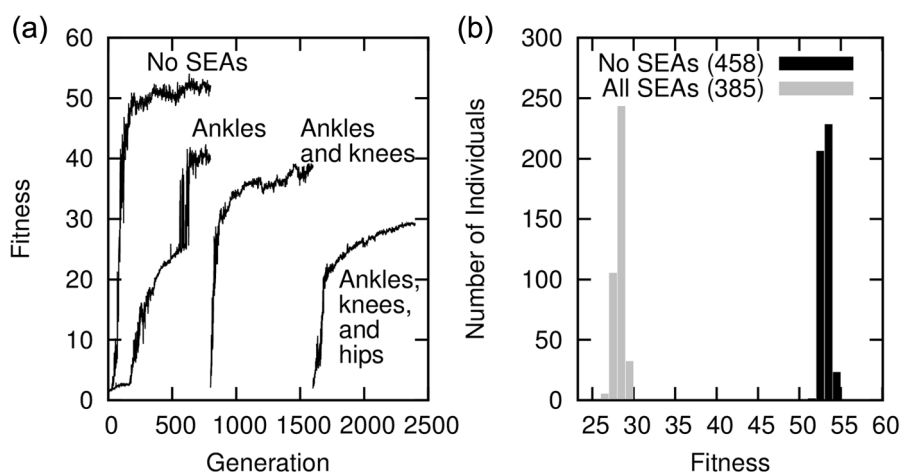 (a)
60
50
40
30
20
10
0
Fitness
No SEAs
Ankles
Ankles
and knees
Ankles,
knees,
and
hips
0 500 1000 1500 2000 2500
Generation
(b)
300
250
200
150
100
50
0
Number of Individuals
No SEAs (458)
All SEAs (385)
25 30 35 40 45 50 55 60
Fitness